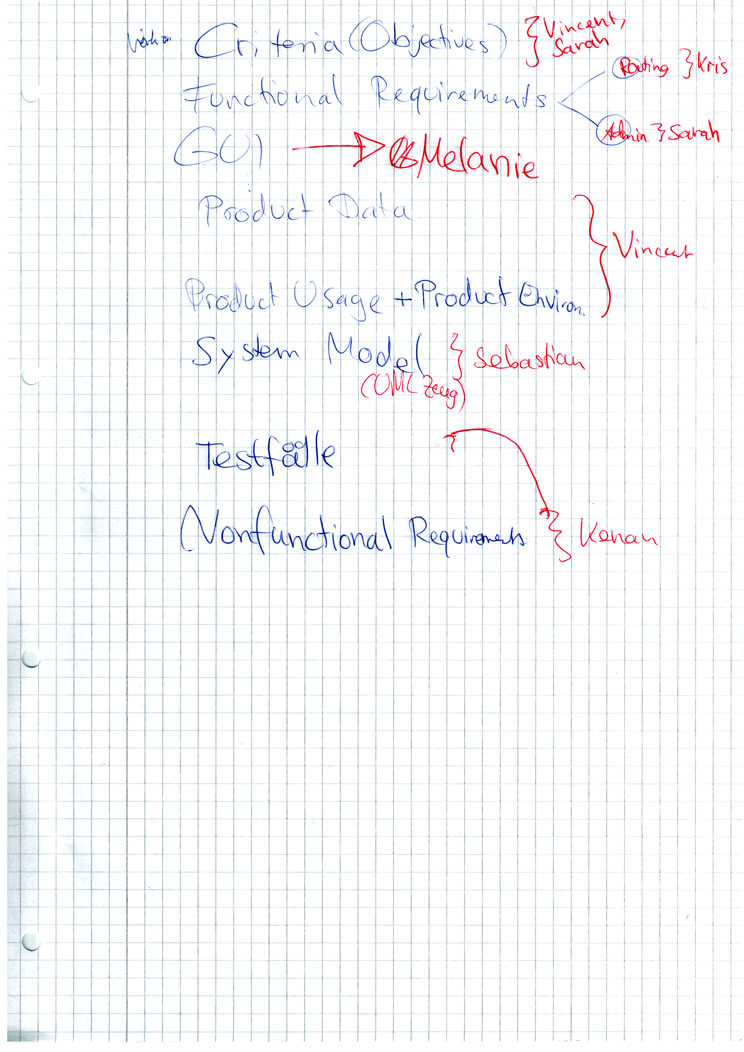 Criteria (Objectives) } Vincent, Sarah
Functional Requirements
Routing } Kris
Admin } Sarah
GUI → Melanie
Product Data
Product Usage + Product Environ. } Vincent
System Model } Sebastian
(UML Zeug)
Testfälle
Nonfunctional Requirements } Kenan